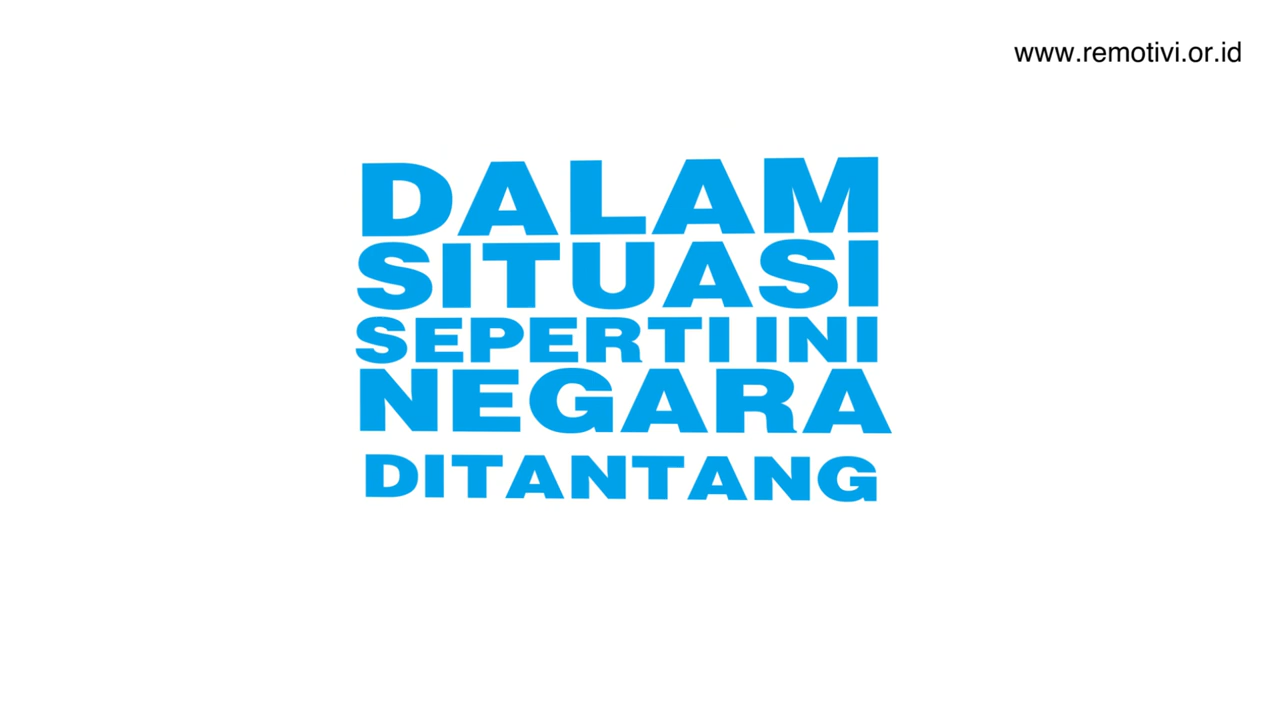 www.remotivi.or.id
DALAM
SITUASI
SEPERTI INI
NEGARA
DITANTANG